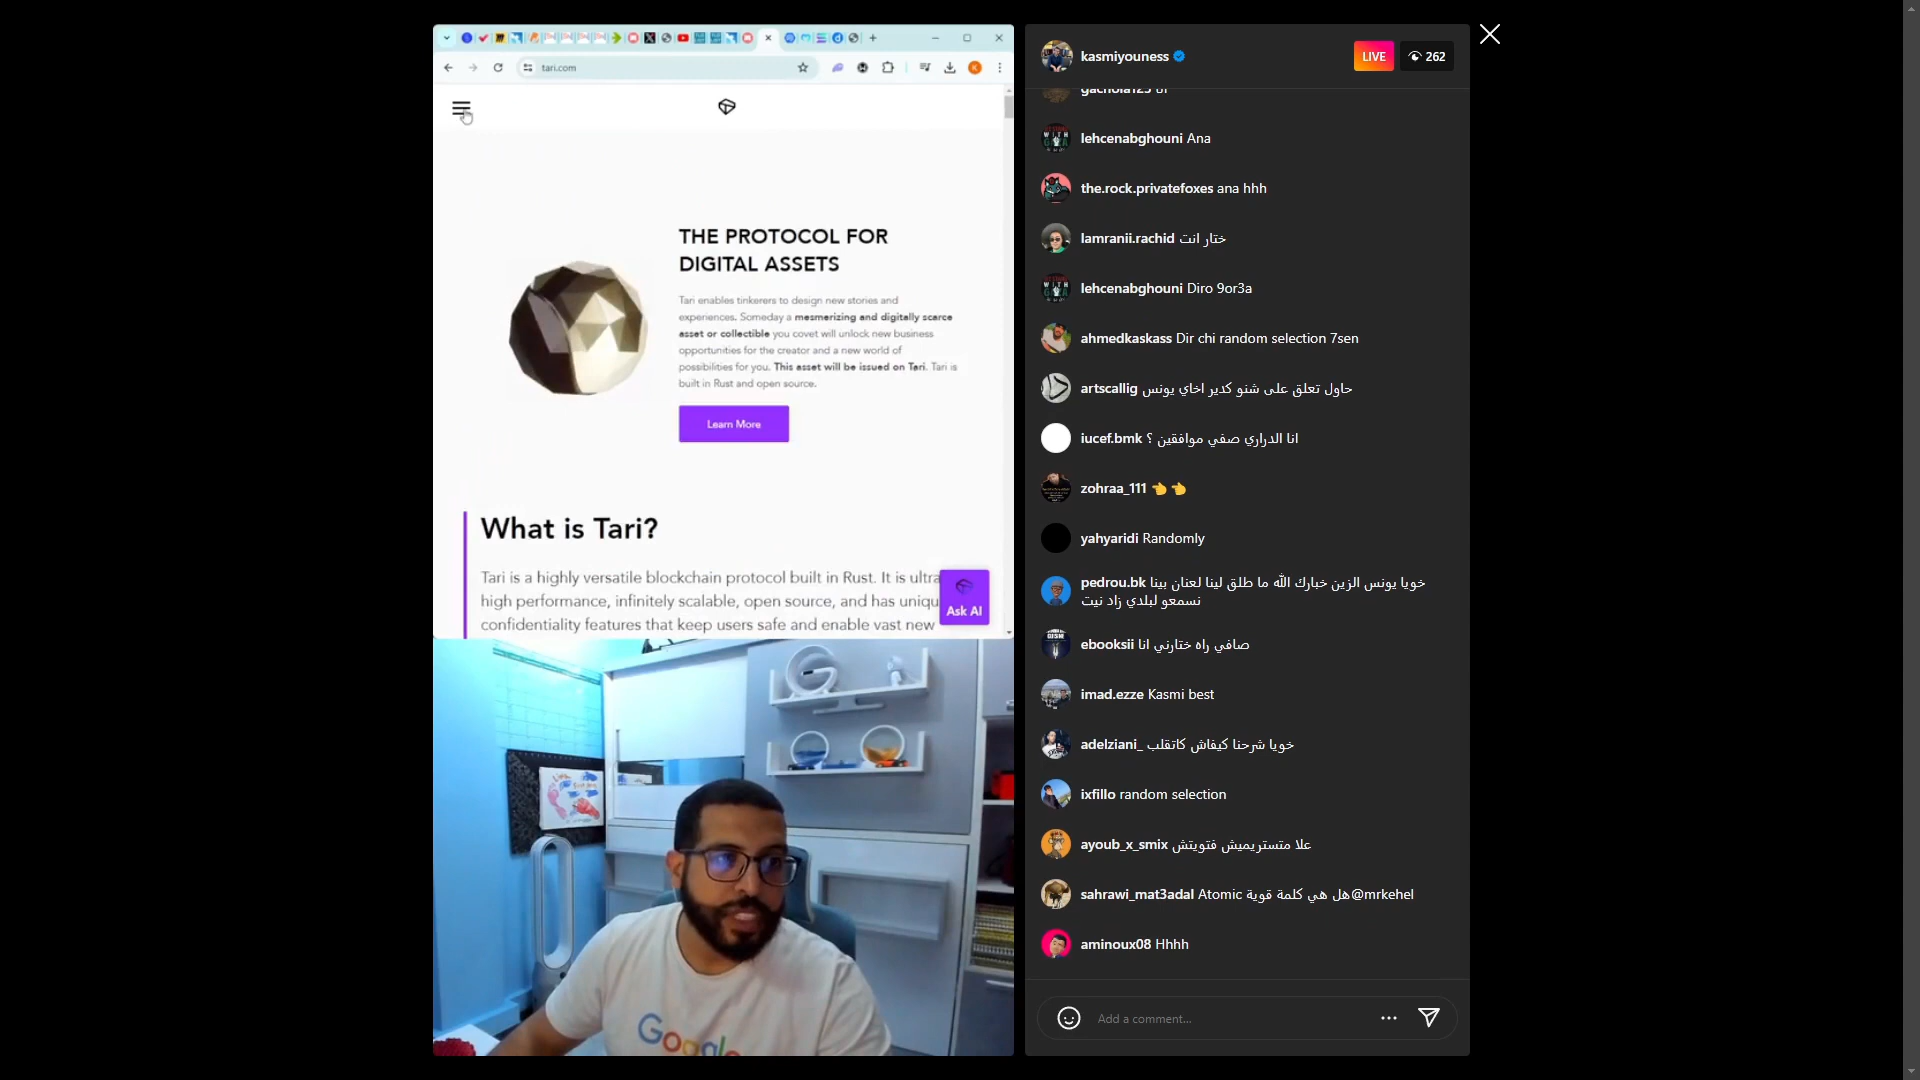 tari.com
K
THE PROTOCOL FOR
DIGITAL ASSETS
Tari enables tinkerers to design new stories and
experiences. Someday a mesmerizing and digitally scarce
asset or collectible you covet will unlock new business
opportunities for the creator and a new world of
possibilities for you. This asset will be issued on Tari. Tari is
built in Rust and open source.
Learn More
What is Tari?
Tari is a highly versatile blockchain protocol built in Rust. It is ultra
high performance, infinitely scalable, open source, and has uniqu
confidentiality features that keep users safe and enable vast new
Ask AI
Google
kasmiyouness
LIVE
262
lehcenabghouni Ana
the.rock.privatefoxes ana hhh
lamranii.rachid ختار انت
lehcenabghouni Diro 9or3a
ahmedkaskass Dir chi random selection 7sen
artscallig حاول تعلق على شنو كدير اخاي يونس
iucef.bmk انا الدراري صفي موافقين ؟
zohraa_111 👈👈
yahyaridi Randomly
pedrou.bk خويا يونس الزين خبارك الله ما طلق لينا لعنان بينا
نسمعو لبلدي زاد نيت
ebooksii صافي راه ختارني انا
imad.ezze Kasmi best
adelziani_ خويا شرحنا كيفاش كاتقلب
ixfillo random selection
ayoub_x_smix علا متستريميش فتويتش
sahrawi_mat3adal Atomic هل هي كلمة قوية@mrkehel
aminoux08 Hhhh
Add a comment...